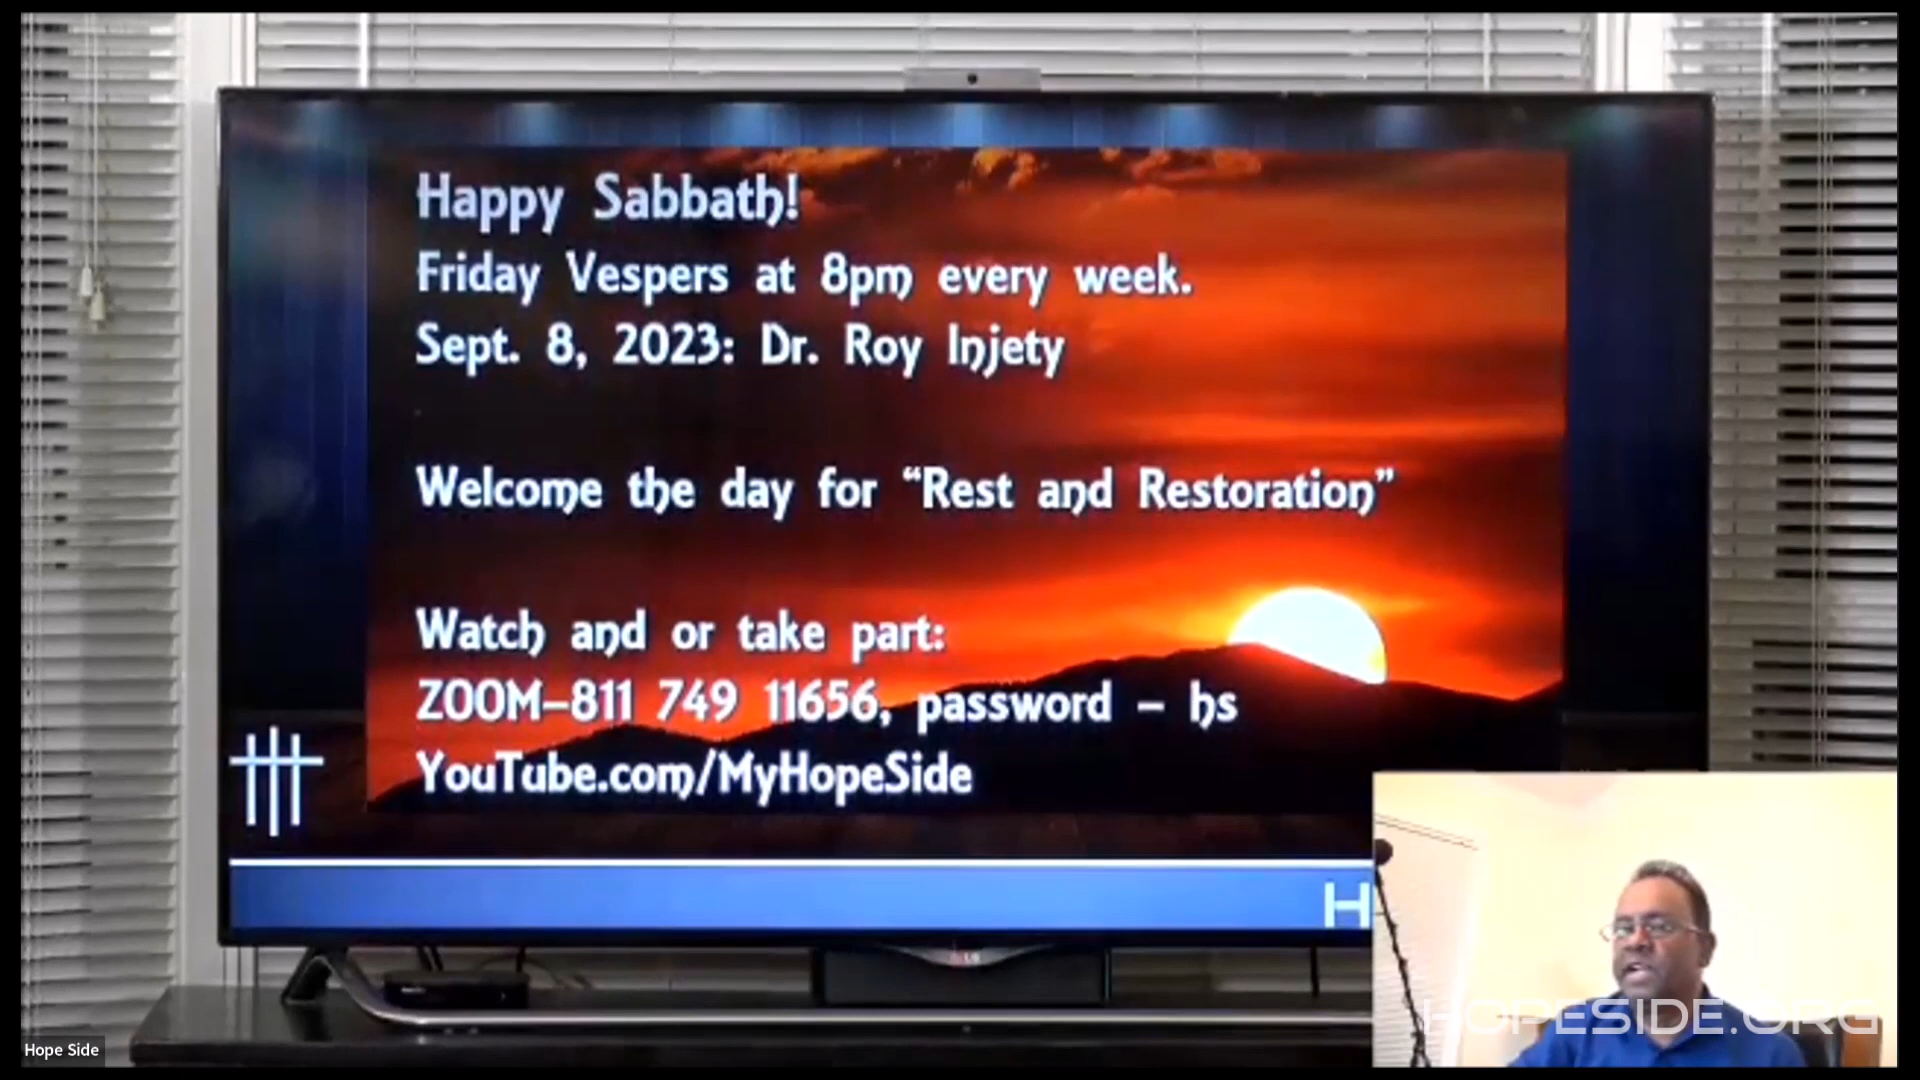 Happy Sabbath!
Friday Vespers at 8pm every week.
Sept. 8, 2023: Dr. Roy Injety
Welcome the day for “Rest and Restoration”
Watch and or take part:
ZOOM–811 749 11656, password – hs
YouTube.com/MyHopeSide
H
LG
HOPESIDE.ORG
Hope Side